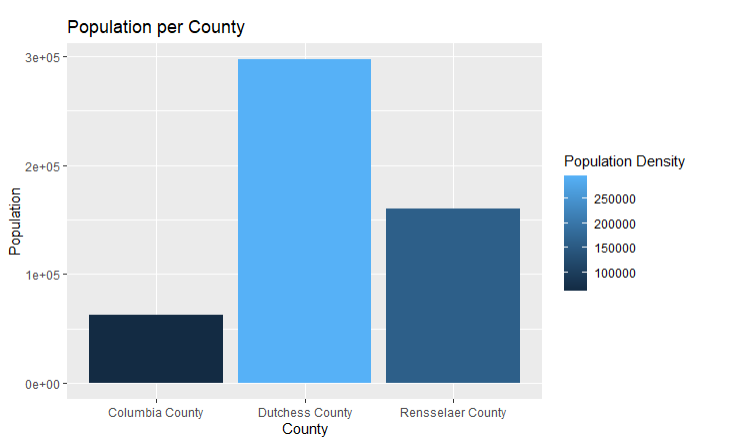 Population per County
Population
3e+05
2e+05
1e+05
0e+00
Columbia County
Dutchess County
Rensselaer County
County
Population Density
250000
200000
150000
100000